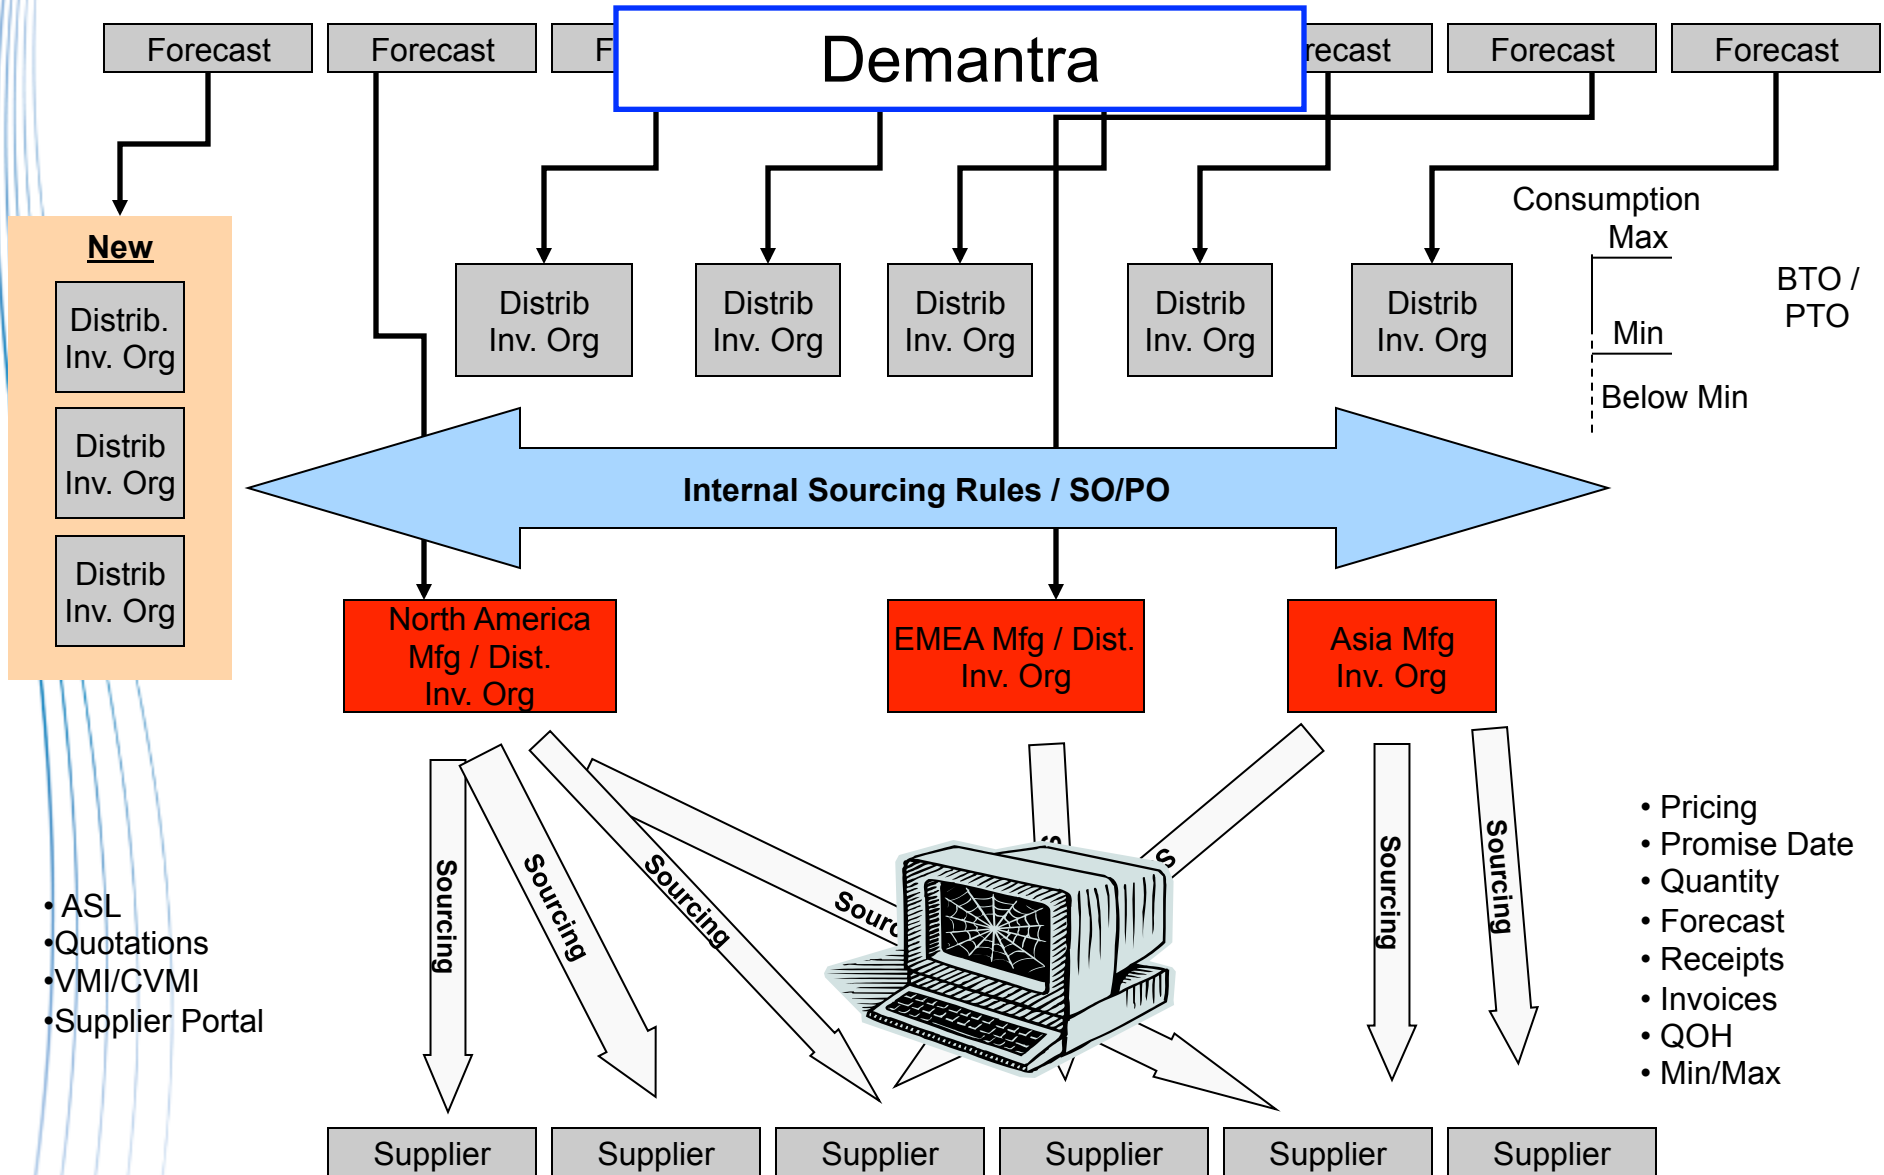 Forecast
Forecast
F
Demantra
recast
Forecast
Forecast
New
Distrib.
Inv. Org
Distrib
Inv. Org
Distrib
Inv. Org
Distrib
Inv. Org
Distrib
Inv. Org
Distrib
Inv. Org
Distrib
Inv. Org
Distrib
Inv. Org
Consumption
Max
Min
Below Min
BTO /
PTO
Internal Sourcing Rules / SO/PO
North America
Mfg / Dist.
Inv. Org
EMEA Mfg / Dist.
Inv. Org
Asia Mfg
Inv. Org
Sourcing
Sourcing
Sourcing
Sourc
S
S
Sourcing
Sourcing
• ASL
•Quotations
•VMI/CVMI
•Supplier Portal
• Pricing
• Promise Date
• Quantity
• Forecast
• Receipts
• Invoices
• QOH
• Min/Max
Supplier
Supplier
Supplier
Supplier
Supplier
Supplier